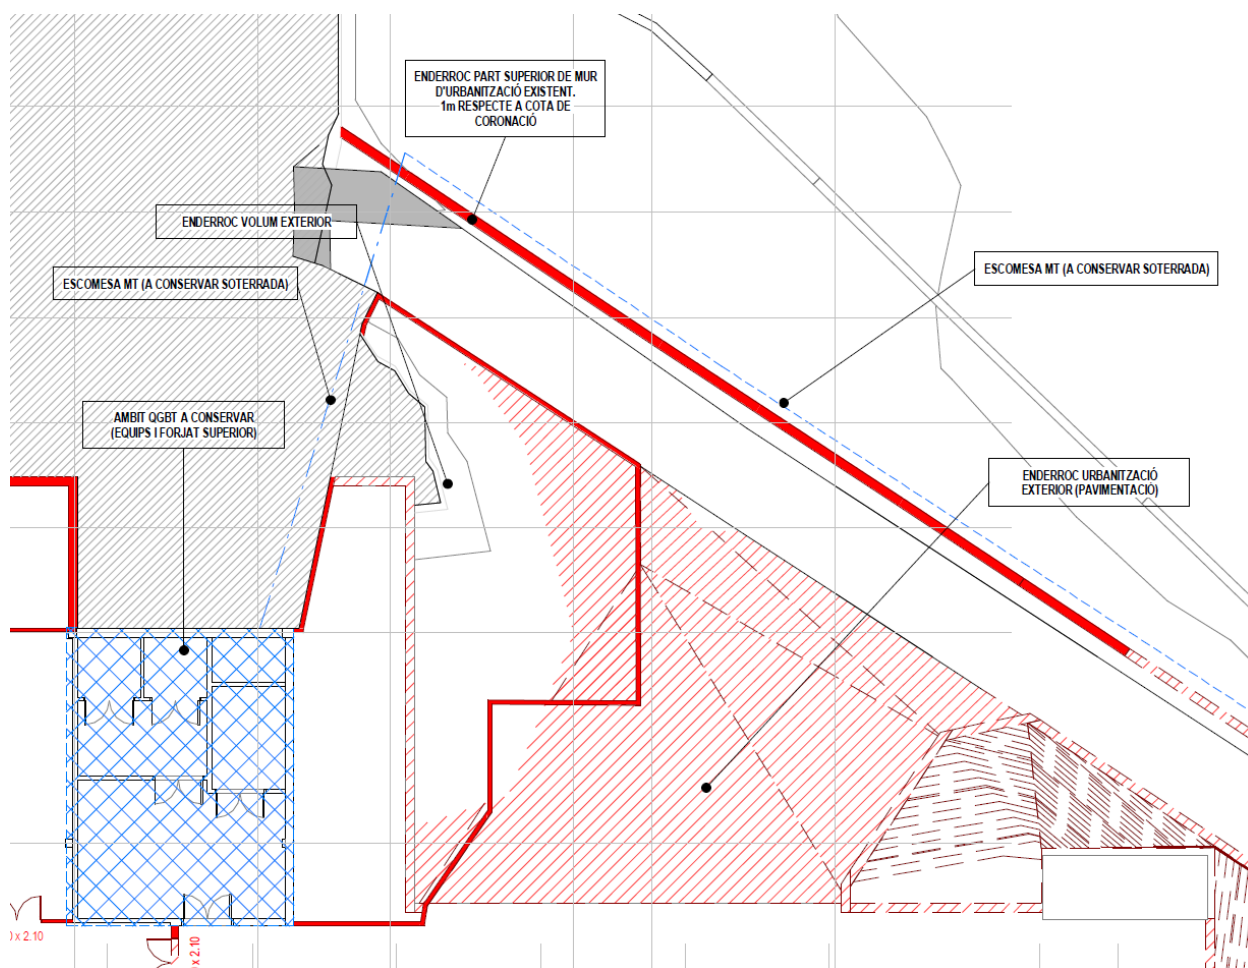 ENDERROC PART SUPERIOR DE MUR
D'URBANITZACIÓ EXISTENT.
1m RESPECTE A COTA DE
CORONACIÓ
ENDERROC VOLUM EXTERIOR
ESCOMESA MT (A CONSERVAR SOTERRADA)
ESCOMESA MT (A CONSERVAR SOTERRADA)
AMBIT QGBT A CONSERVAR
(EQUIPS I FORJAT SUPERIOR)
ENDERROC URBANITZACIÓ
EXTERIOR (PAVIMENTACIÓ)
x 2.10
x 2.10